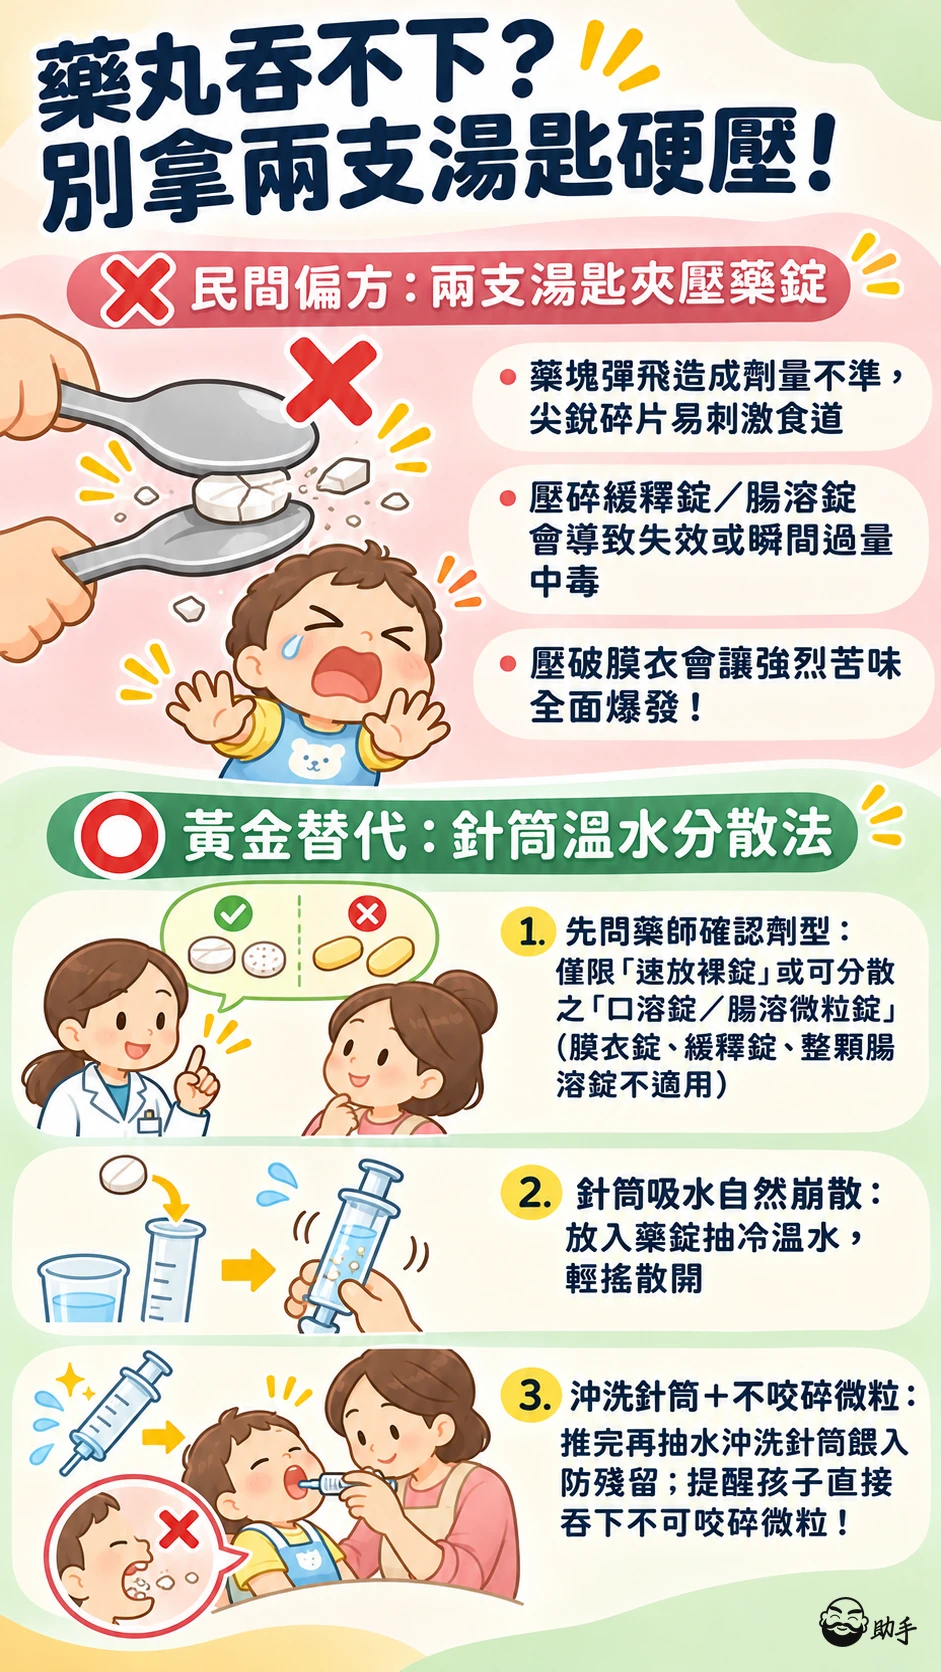 藥丸吞不下？
別拿兩支湯匙硬壓！
民間偏方：兩支湯匙夾壓藥錠
藥塊彈飛造成劑量不準，
尖銳碎片易刺激食道
壓碎緩釋錠／腸溶錠
會導致失效或瞬間過量
中毒
壓破膜衣會讓強烈苦味
全面爆發！
黃金替代：針筒溫水分散法
1. 先問藥師確認劑型：
僅限「速放裸錠」或可分散
之「口溶錠／腸溶微粒錠」
（膜衣錠、緩釋錠、整顆腸
溶錠不適用）
2. 針筒吸水自然崩散：
放入藥錠抽冷溫水，
輕搖散開
3. 沖洗針筒＋不咬碎微粒：
推完再抽水沖洗針筒餵入
防殘留；提醒孩子直接
吞下不可咬碎微粒！
助手